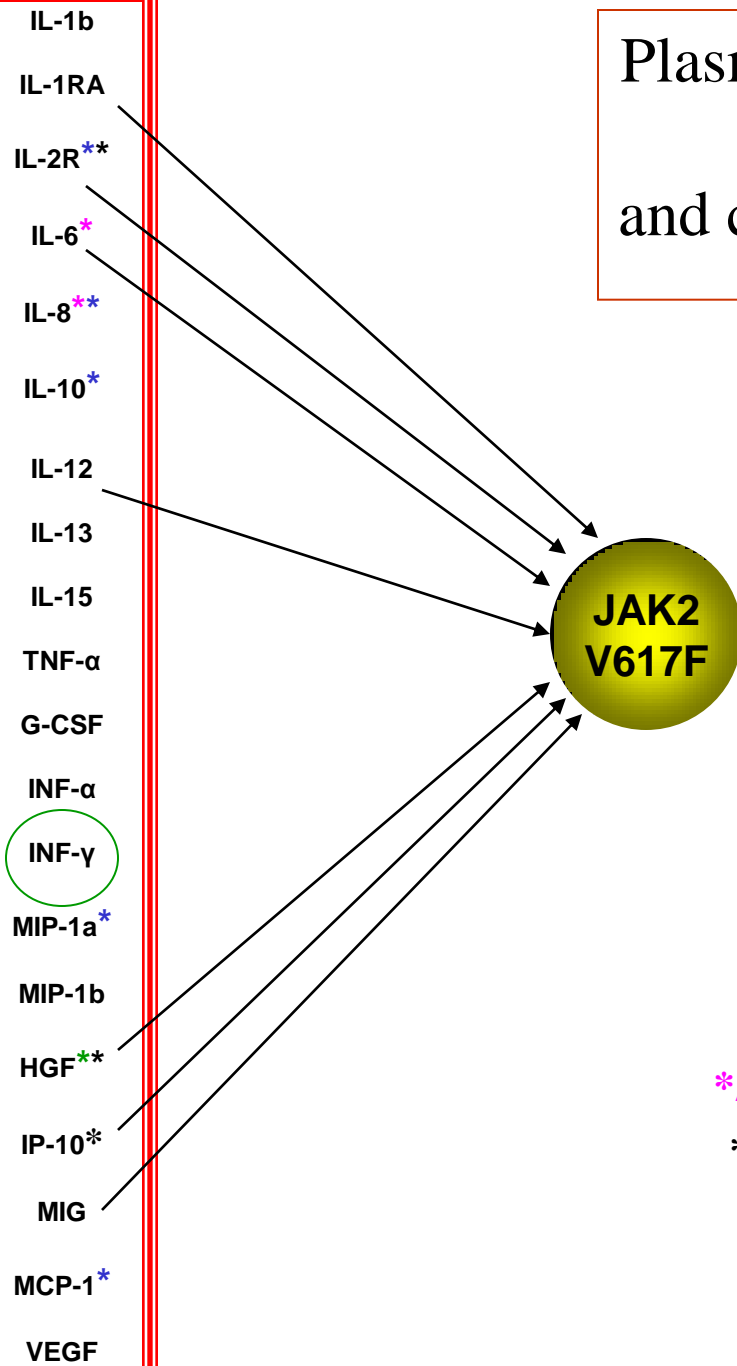 IL-1b
IL-1RA
IL-2R**
IL-6*
IL-8**
IL-10*
IL-12
IL-13
IL-15
TNF-α
G-CSF
INF-α
INF-γ
MIP-1a*
MIP-1b
HGF**
IP-10*
MIG
MCP-1*
VEGF
and
JAK2
V617F
*
*